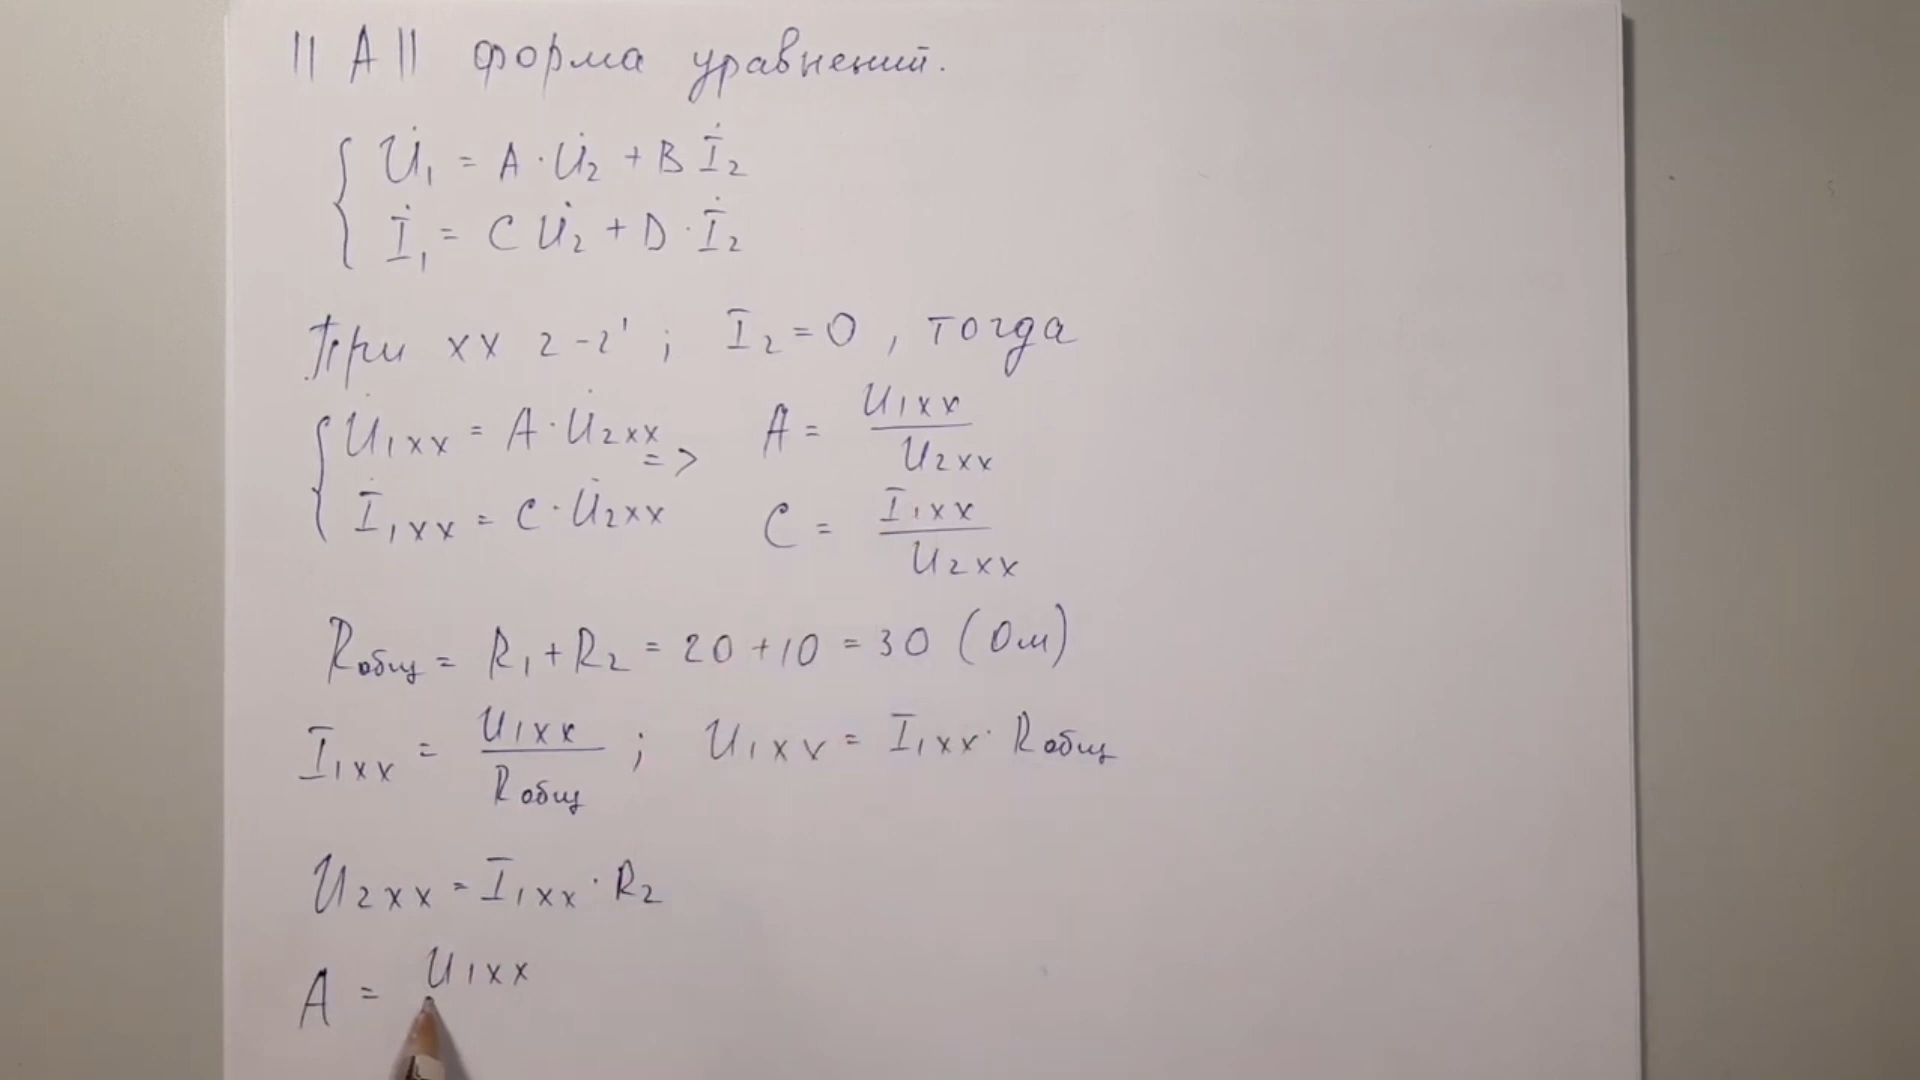 ||A|| форма уравнений.
U̇₁ = A · U̇₂ + B İ₂
İ₁ = C U̇₂ + D · İ₂
При xx 2-2' ; I₂ = 0 , тогда
U̇₁xx = A · U̇₂xx => A = U₁xx / U₂xx
İ₁xx = C · U̇₂xx C = I₁xx / U₂xx
Rобщ = R₁ + R₂ = 20 + 10 = 30 (Ом)
I₁xx = U₁xx / Rобщ ; U₁xx = I₁xx · Rобщ
U₂xx = I₁xx · R₂
A = U₁xx